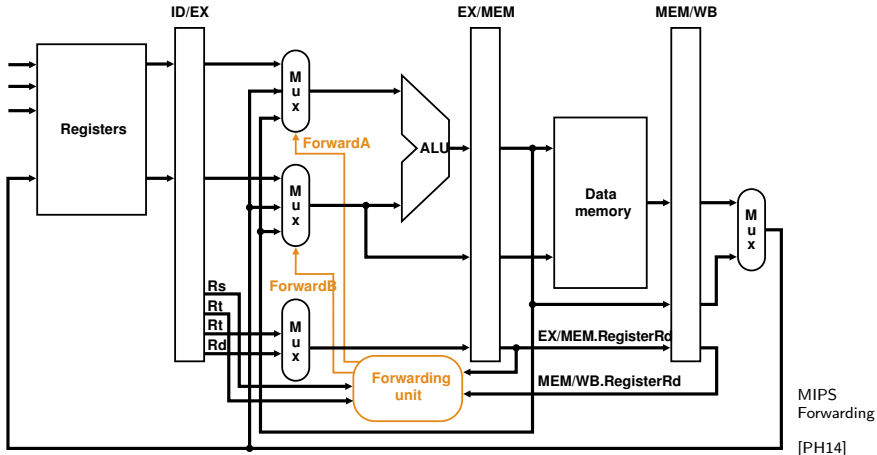 ID/EX
EX/MEM
MEM/WB
Registers
M
u
x
ForwardA
ALU
M
u
x
Data
memory
M
u
x
ForwardB
Rs
Rt
Rt
Rd
M
u
x
EX/MEM.RegisterRd
Forwarding
unit
MEM/WB.RegisterRd
MIPS
Forwarding
[PH14]